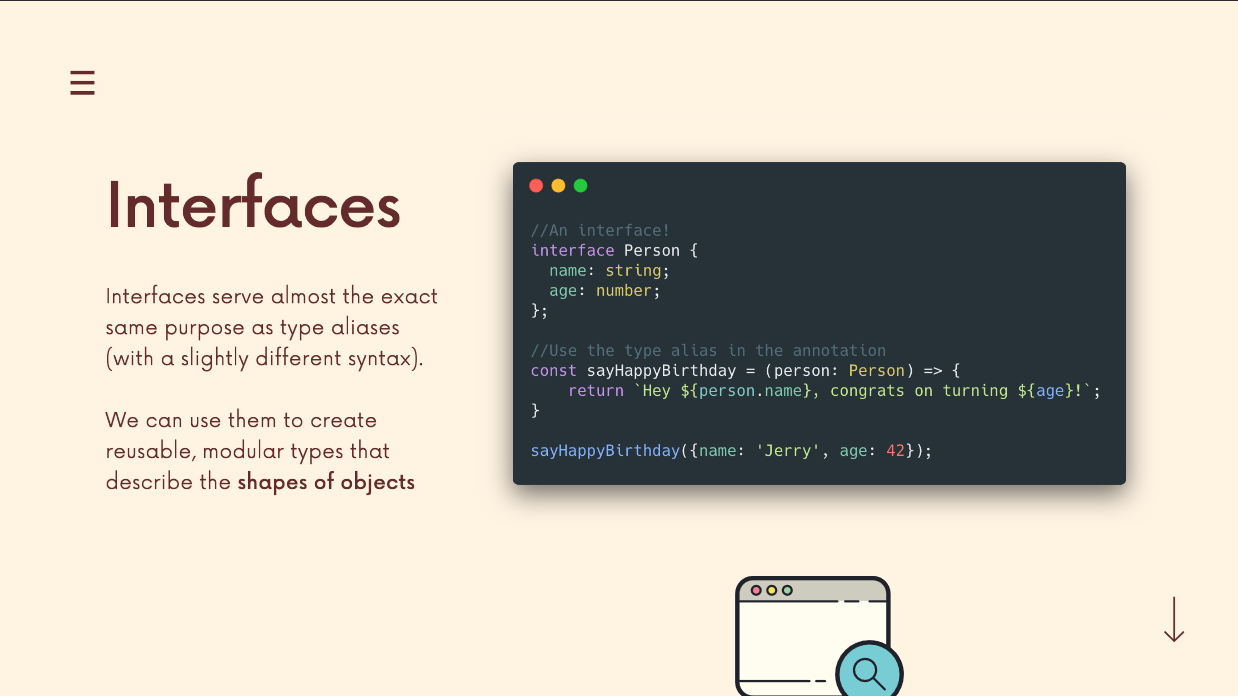 Interfaces
Interfaces serve almost the exact
same purpose as type aliases
(with a slightly different syntax).
We can use them to create
reusable, modular types that
describe the shapes of objects
//An interface!
interface Person {
  name: string;
  age: number;
};
//Use the type alias in the annotation
const sayHappyBirthday = (person: Person) => {
    return `Hey ${person.name}, congrats on turning ${age}!`;
}
sayHappyBirthday({name: 'Jerry', age: 42});